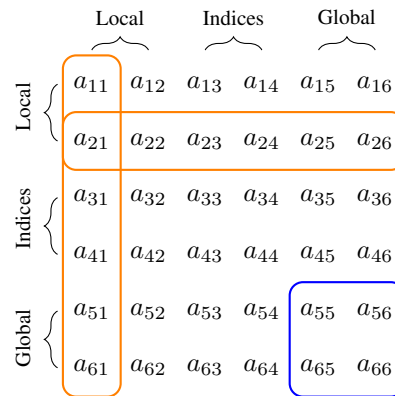 Local Indices Global
Local
Indices
Global
a₁₁ a₁₂ a₁₃ a₁₄ a₁₅ a₁₆
a₂₁ a₂₂ a₂₃ a₂₄ a₂₅ a₂₆
a₃₁ a₃₂ a₃₃ a₃₄ a₃₅ a₃₆
a₄₁ a₄₂ a₄₃ a₄₄ a₄₅ a₄₆
a₅₁ a₅₂ a₅₃ a₅₄ a₅₅ a₅₆
a₆₁ a₆₂ a₆₃ a₆₄ a₆₅ a₆₆